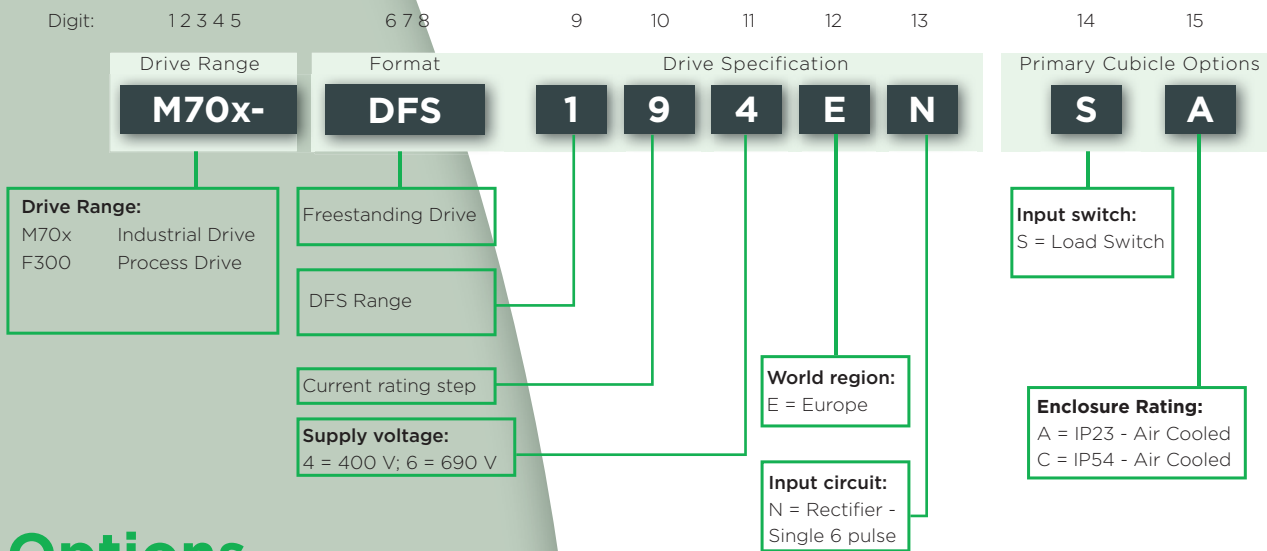 Digit: 1 2 3 4 5 6 7 8 9 10 11 12 13 14 15
Drive Range Format Drive Specification Primary Cubicle Options
M70x- DFS 1 9 4 E N S A
Drive Range:
M70x Industrial Drive
F300 Process Drive
Freestanding Drive
DFS Range
Current rating step
Supply voltage:
4 = 400 V; 6 = 690 V
World region:
E = Europe
Input circuit:
N = Rectifier -
Single 6 pulse
Input switch:
S = Load Switch
Enclosure Rating:
A = IP23 - Air Cooled
C = IP54 - Air Cooled
Options